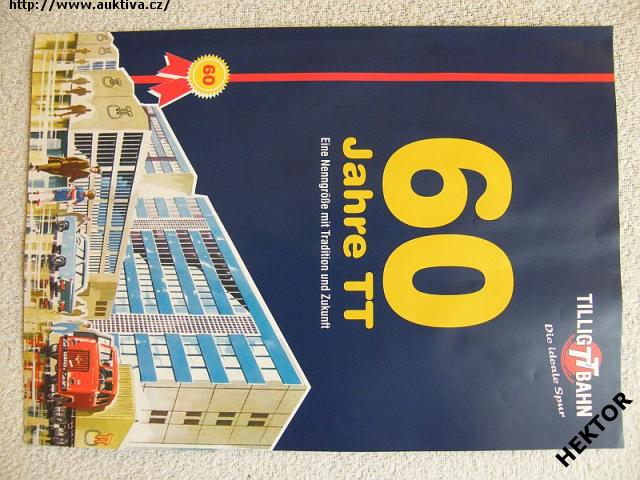 http://www.auktiva.cz/
TILLIG TT BAHN
Die ideale Spur
60
Jahre TT
Eine Nenngröße mit Tradition und Zukunft
60
HEKTOR